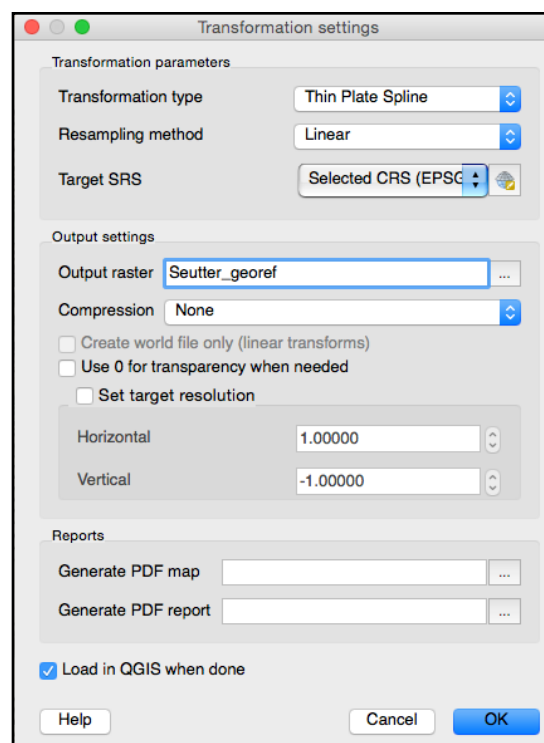 Transformation settings
Transformation parameters
Transformation type Thin Plate Spline
Resampling method Linear
Target SRS Selected CRS (EPSG
Output settings
Output raster Seutter_georef ...
Compression None
Create world file only (linear transforms)
Use 0 for transparency when needed
Set target resolution
Horizontal 1.00000
Vertical -1.00000
Reports
Generate PDF map ...
Generate PDF report ...
Load in QGIS when done
Help Cancel OK